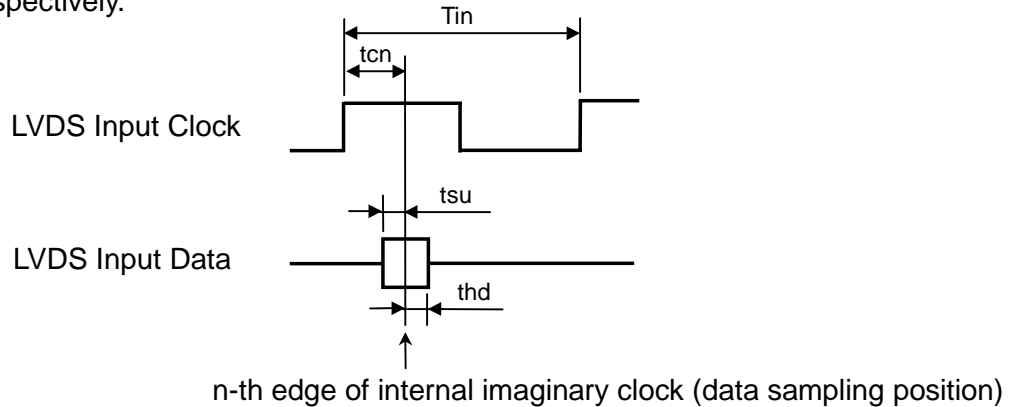 spectively.
Tin
tcn
LVDS Input Clock
tsu
LVDS Input Data
thd
n-th edge of internal imaginary clock (data sampling position)